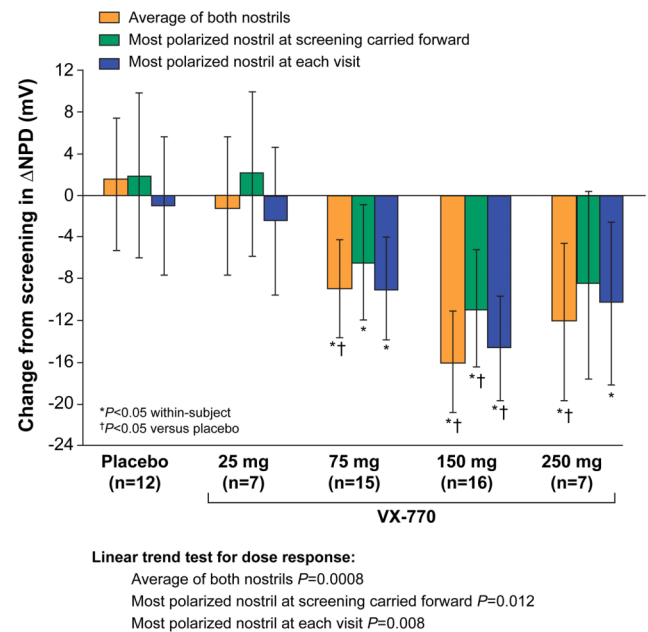 Average of both nostrils
Most polarized nostril at screening carried forward
Most polarized nostril at each visit
Change from screening in ΔNPD (mV)
12
8
4
0
-4
-8
-12
-16
-20
-24
*†
*
*
*†
*†
*†
*†
*
*P<0.05 within-subject
†P<0.05 versus placebo
Placebo 25 mg 75 mg 150 mg 250 mg
(n=12) (n=7) (n=15) (n=16) (n=7)
VX-770
Linear trend test for dose response:
Average of both nostrils P=0.0008
Most polarized nostril at screening carried forward P=0.012
Most polarized nostril at each visit P=0.008